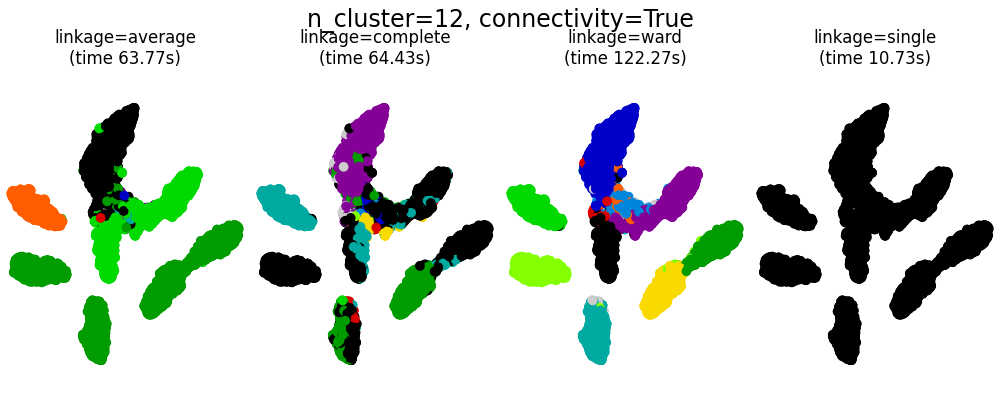 n_cluster=12, connectivity=True
linkage=average
(time 63.77s)
linkage=complete
(time 64.43s)
linkage=ward
(time 122.27s)
linkage=single
(time 10.73s)